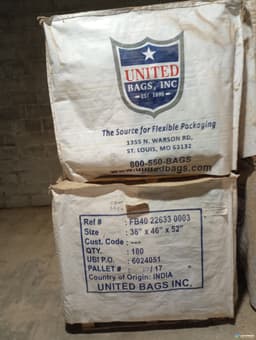 UNITED
BAGS, INC
EST. 1896
The Source for Flexible Packaging
1355 N. WARSON RD.
ST. LOUIS, MO 63132
800-550-BAGS
www.unitedbags.com
Ref # : FB40 22633 0003
Size : 36" x 46" x 52"
Cust. Code : ---
QTY. : 100
UBI P.O. : 6024051
PALLET # : / 17
Country of Origin: INDIA
UNITED BAGS INC.